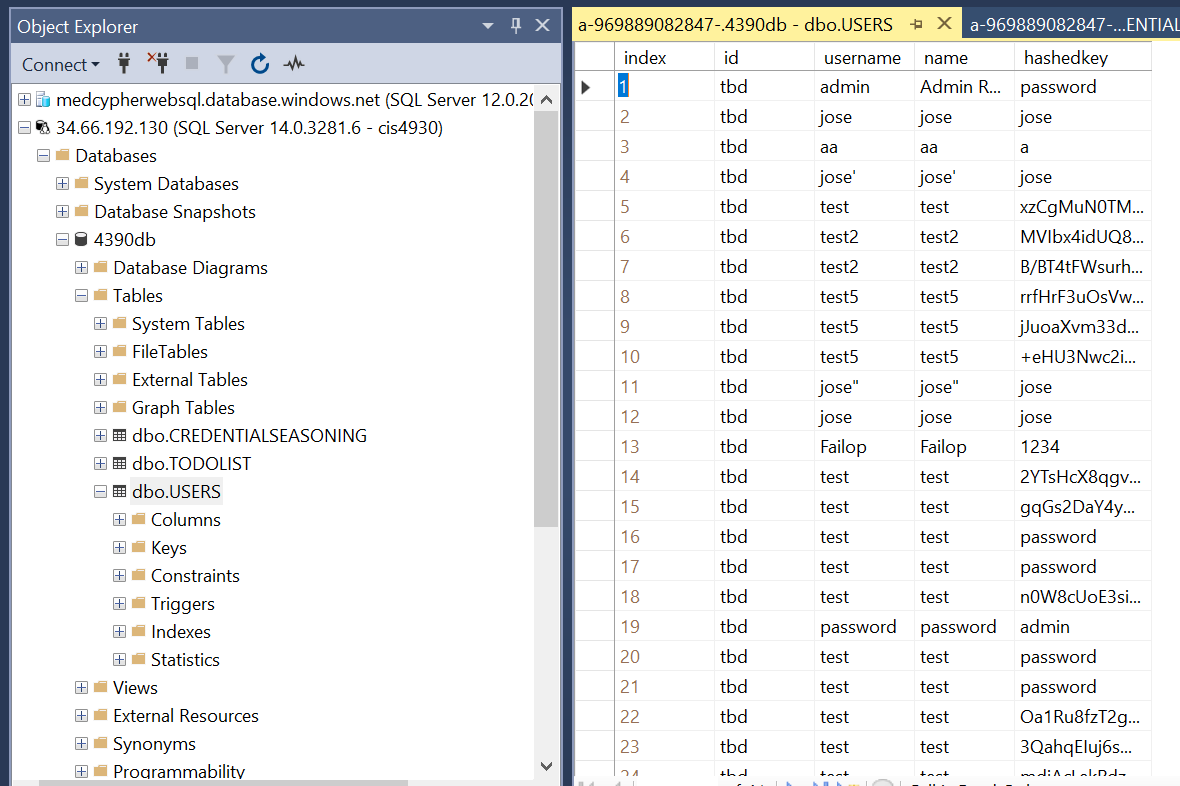 Object Explorer
Connect
medcypherwebsql.database.windows.net (SQL Server 12.0.20
34.66.192.130 (SQL Server 14.0.3281.6 - cis4930)
Databases
System Databases
Database Snapshots
4390db
Database Diagrams
Tables
System Tables
FileTables
External Tables
Graph Tables
dbo.CREDENTIALSEASONING
dbo.TODOLIST
dbo.USERS
Columns
Keys
Constraints
Triggers
Indexes
Statistics
Views
External Resources
Synonyms
Programmability
a-969889082847-.4390db - dbo.USERS a-969889082847-...ENTIAL
index id username name hashedkey
1 tbd admin Admin R... password
2 tbd jose jose jose
3 tbd aa aa a
4 tbd jose' jose' jose
5 tbd test test xzCgMuN0TM...
6 tbd test2 test2 MVIbx4idUQ8...
7 tbd test2 test2 B/BT4tFWsurh...
8 tbd test5 test5 rrfHrF3uOsVw...
9 tbd test5 test5 jJuoaXvm33d...
10 tbd test5 test5 +eHU3Nwc2i...
11 tbd jose" jose" jose
12 tbd jose jose jose
13 tbd Failop Failop 1234
14 tbd test test 2YTsHcX8qgv...
15 tbd test test gqGs2DaY4y...
16 tbd test test password
17 tbd test test password
18 tbd test test n0W8cUoE3si...
19 tbd password password admin
20 tbd test test password
21 tbd test test password
22 tbd test test Oa1Ru8fzT2g...
23 tbd test test 3QahqEIuj6s...
24 tbd test test